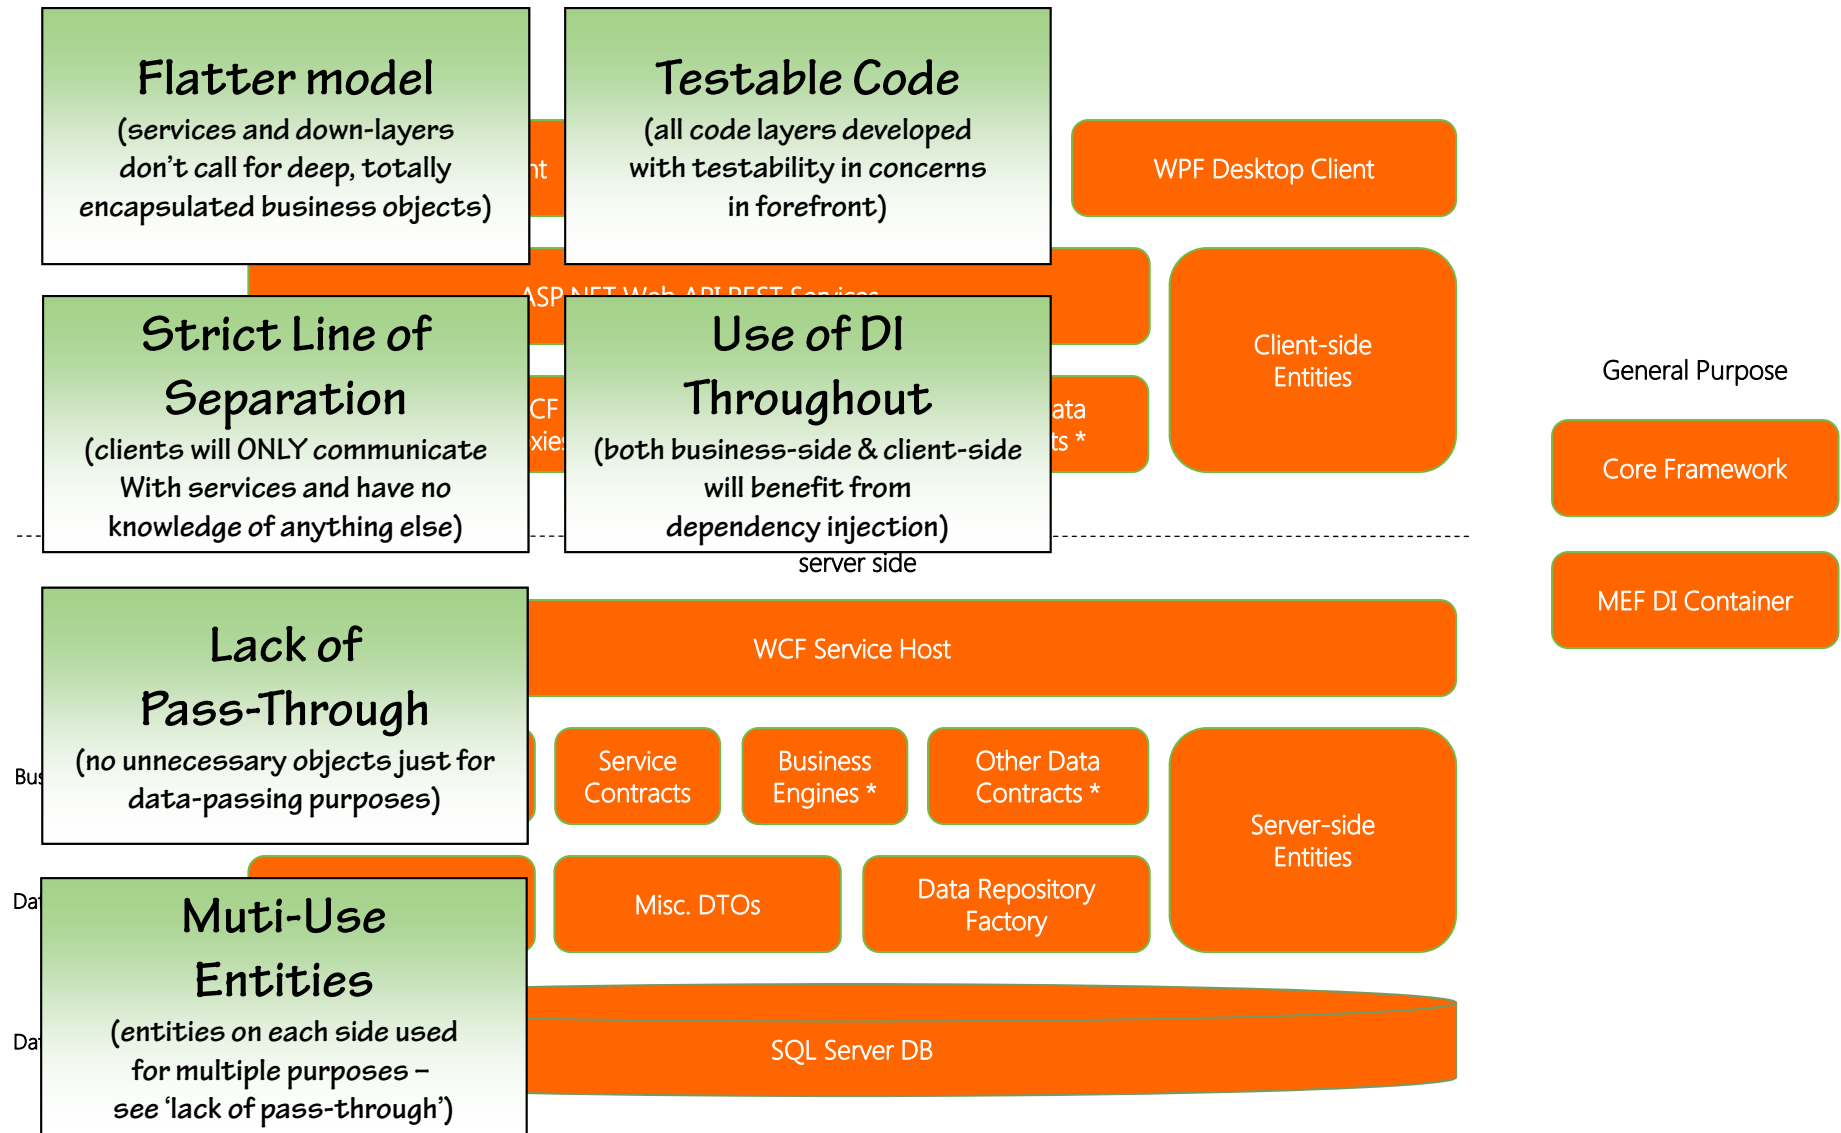 Flatter model
(services and down-layers
don't call for deep, totally
encapsulated business objects)
Testable Code
(all code layers developed
with testability in concerns
in forefront)
WPF Desktop Client
ASP.NET Web API REST Services
Strict Line of
Separation
(clients will ONLY communicate
With services and have no
knowledge of anything else)
Use of DI
Throughout
(both business-side & client-side
will benefit from
dependency injection)
Client-side
Entities
General Purpose
Core Framework
MEF DI Container
server side
Lack of
Pass-Through
(no unnecessary objects just for
data-passing purposes)
WCF Service Host
Service
Contracts
Business
Engines *
Other Data
Contracts *
Server-side
Entities
Misc. DTOs
Data Repository
Factory
Muti-Use
Entities
(entities on each side used
for multiple purposes –
see ‘lack of pass-through’)
SQL Server DB